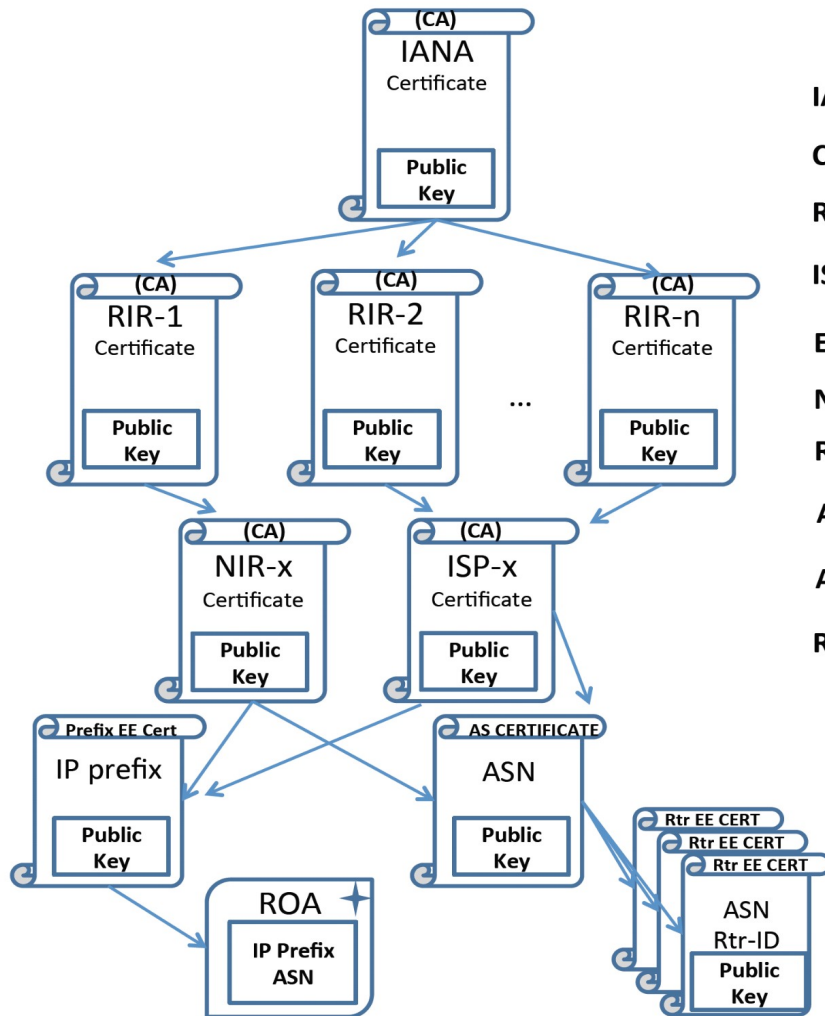 (CA)
IANA
Certificate
Public
Key
(CA)
RIR-1
Certificate
Public
Key
(CA)
RIR-2
Certificate
Public
Key
...
(CA)
RIR-n
Certificate
Public
Key
(CA)
NIR-x
Certificate
Public
Key
(CA)
ISP-x
Certificate
Public
Key
Prefix EE Cert
IP prefix
Public
Key
AS CERTIFICATE
ASN
Public
Key
ROA
IP Prefix
ASN
Rtr EE CERT
Rtr EE CERT
Rtr EE CERT
ASN
Rtr-ID
Public
Key